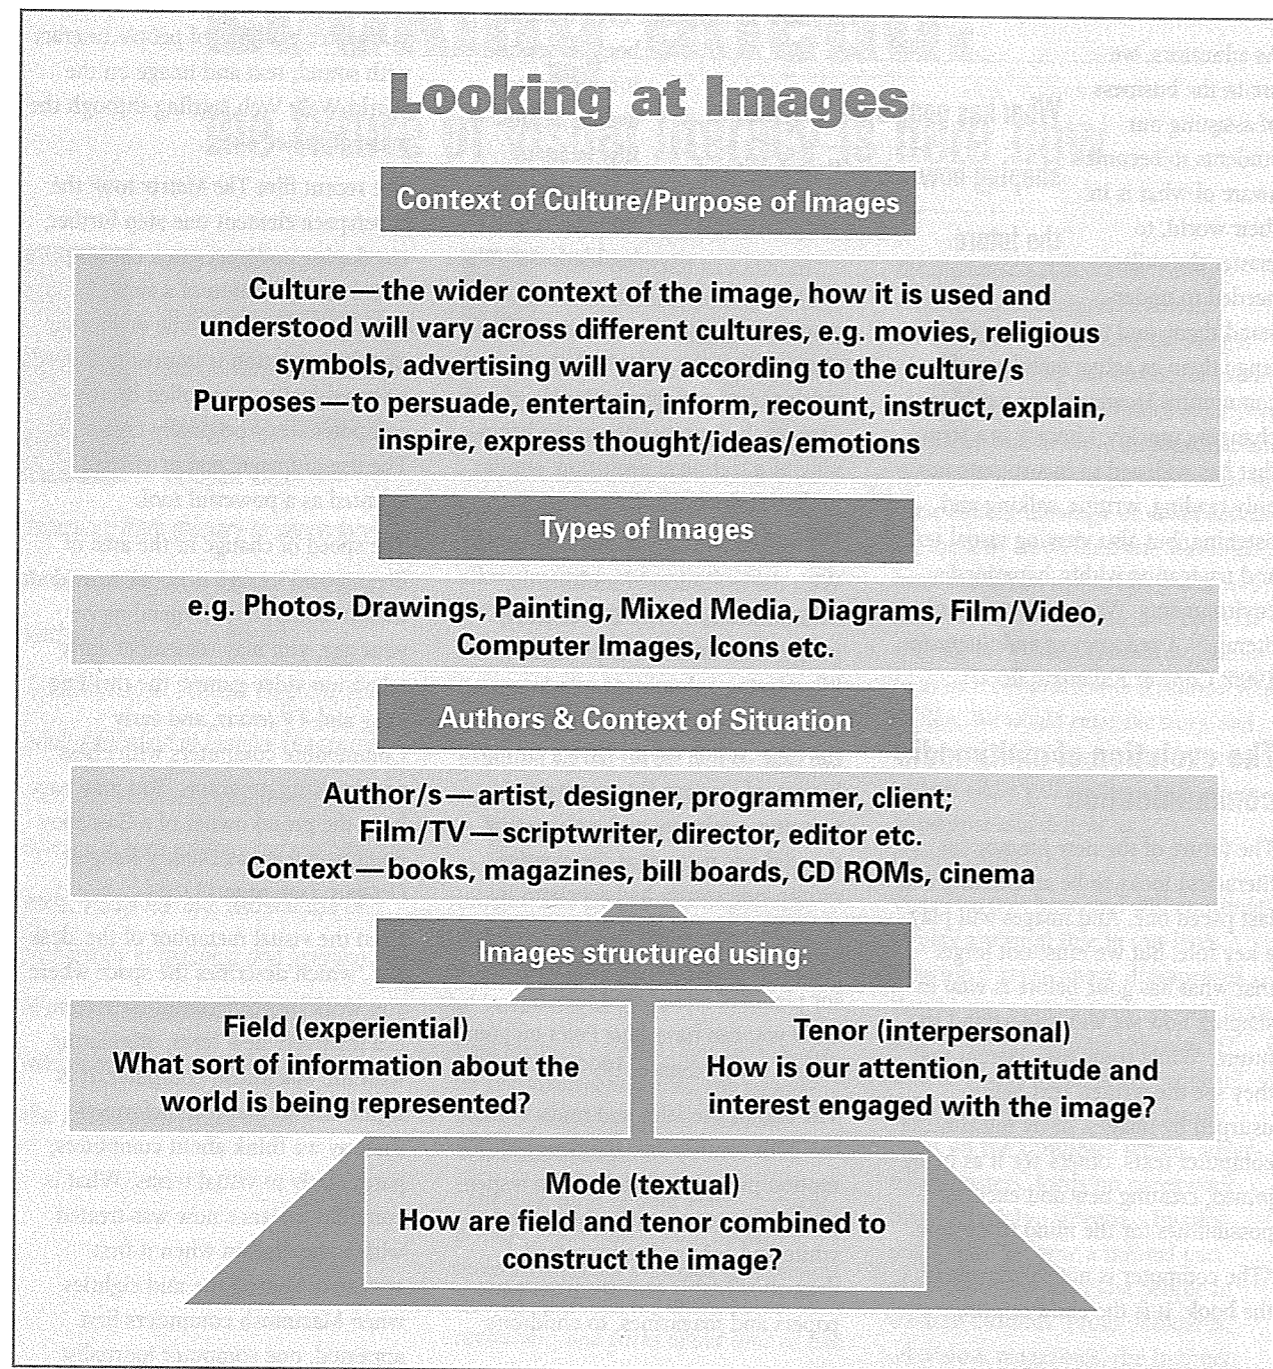 Looking at Images
Context of Culture/Purpose of Images
Culture—the wider context of the image, how it is used and
understood will vary across different cultures, e.g. movies, religious
symbols, advertising will vary according to the culture/s
Purposes—to persuade, entertain, inform, recount, instruct, explain,
inspire, express thought/ideas/emotions
Types of Images
e.g. Photos, Drawings, Painting, Mixed Media, Diagrams, Film/Video,
Computer Images, Icons etc.
Authors & Context of Situation
Author/s—artist, designer, programmer, client;
Film/TV—scriptwriter, director, editor etc.
Context—books, magazines, bill boards, CD ROMs, cinema
Images structured using:
Field (experiential)
What sort of information about the
world is being represented?
Tenor (interpersonal)
How is our attention, attitude and
interest engaged with the image?
Mode (textual)
How are field and tenor combined to
construct the image?